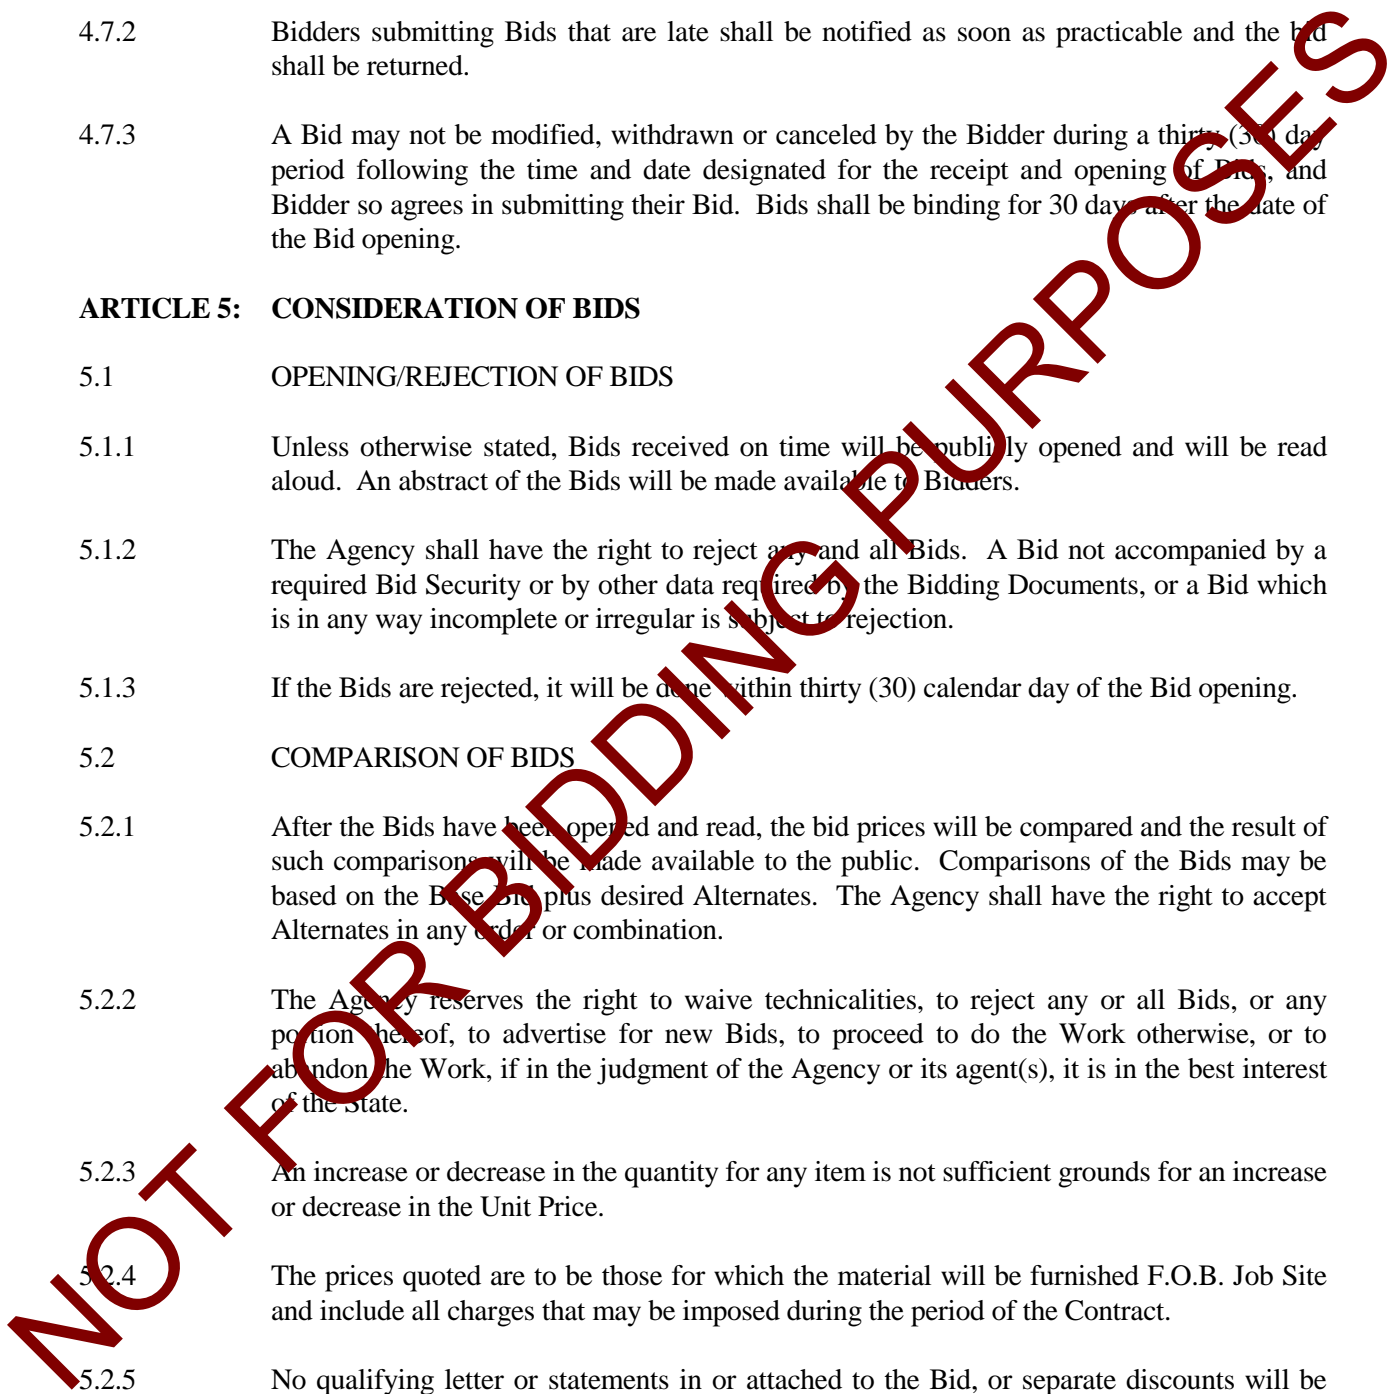 4.7.2 Bidders submitting Bids that are late shall be notified as soon as practicable and the bid
shall be returned.
4.7.3 A Bid may not be modified, withdrawn or canceled by the Bidder during a thirty (30) day
period following the time and date designated for the receipt and opening of Bids, and
Bidder so agrees in submitting their Bid. Bids shall be binding for 30 days after the date of
the Bid opening.
ARTICLE 5: CONSIDERATION OF BIDS
5.1 OPENING/REJECTION OF BIDS
5.1.1 Unless otherwise stated, Bids received on time will be publicly opened and will be read
aloud. An abstract of the Bids will be made available to Bidders.
5.1.2 The Agency shall have the right to reject any and all Bids. A Bid not accompanied by a
required Bid Security or by other data required by the Bidding Documents, or a Bid which
is in any way incomplete or irregular is subject to rejection.
5.1.3 If the Bids are rejected, it will be done within thirty (30) calendar day of the Bid opening.
5.2 COMPARISON OF BIDS
5.2.1 After the Bids have been opened and read, the bid prices will be compared and the result of
such comparisons will be made available to the public. Comparisons of the Bids may be
based on the Base Bid plus desired Alternates. The Agency shall have the right to accept
Alternates in any order or combination.
5.2.2 The Agency reserves the right to waive technicalities, to reject any or all Bids, or any
portion thereof, to advertise for new Bids, to proceed to do the Work otherwise, or to
abandon the Work, if in the judgment of the Agency or its agent(s), it is in the best interest
of the State.
5.2.3 An increase or decrease in the quantity for any item is not sufficient grounds for an increase
or decrease in the Unit Price.
5.2.4 The prices quoted are to be those for which the material will be furnished F.O.B. Job Site
and include all charges that may be imposed during the period of the Contract.
5.2.5 No qualifying letter or statements in or attached to the Bid, or separate discounts will be
NOT FOR BIDDING PURPOSES